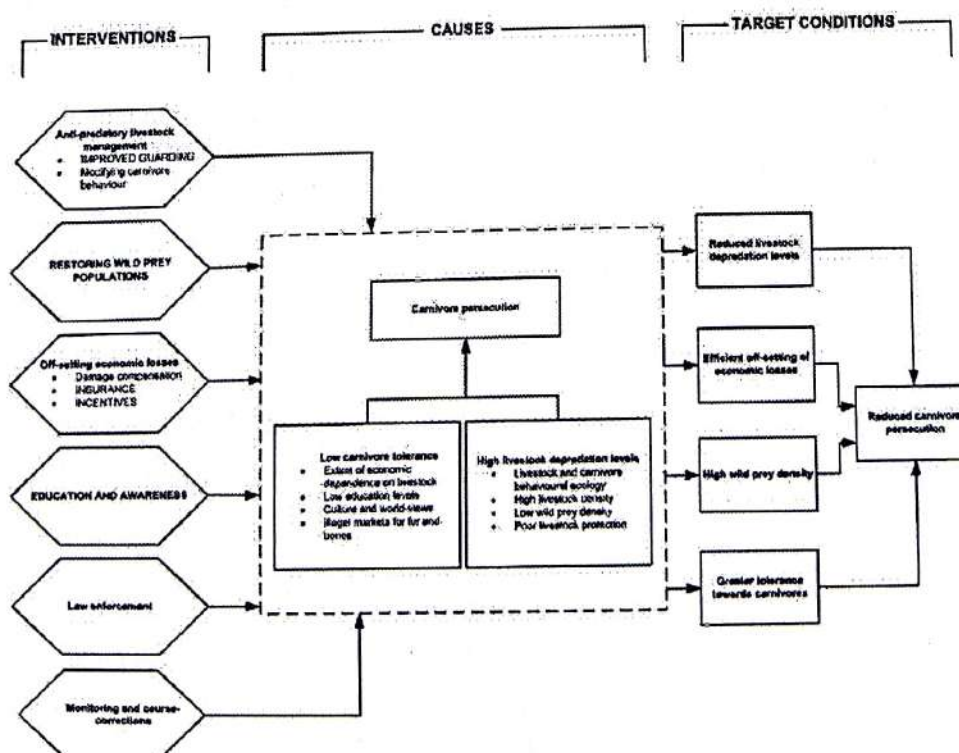 INTERVENTIONS
CAUSES
TARGET CONDITIONS
Anti-predatory livestock
management
• IMPROVED GUARDING
• Modifying carnivore
behaviour
RESTORING WILD PREY
POPULATIONS
Off-setting economic losses
• Damage compensation
• INSURANCE
• INCENTIVES
EDUCATION AND AWARENESS
Law enforcement
Monitoring and course-
corrections
Carnivore persecution
Low carnivore tolerance
• Extent of economic
dependence on livestock
• Low education levels
• Culture and world-views
• Illegal markets for fur and
bones
High livestock depredation levels
• Livestock and carnivore
behavioural ecology
• High livestock density
• Low wild prey density
• Poor livestock protection
Reduced livestock
depredation levels
Efficient off-setting of
economic losses
High wild prey density
Greater tolerance
towards carnivores
Reduced carnivore
persecution